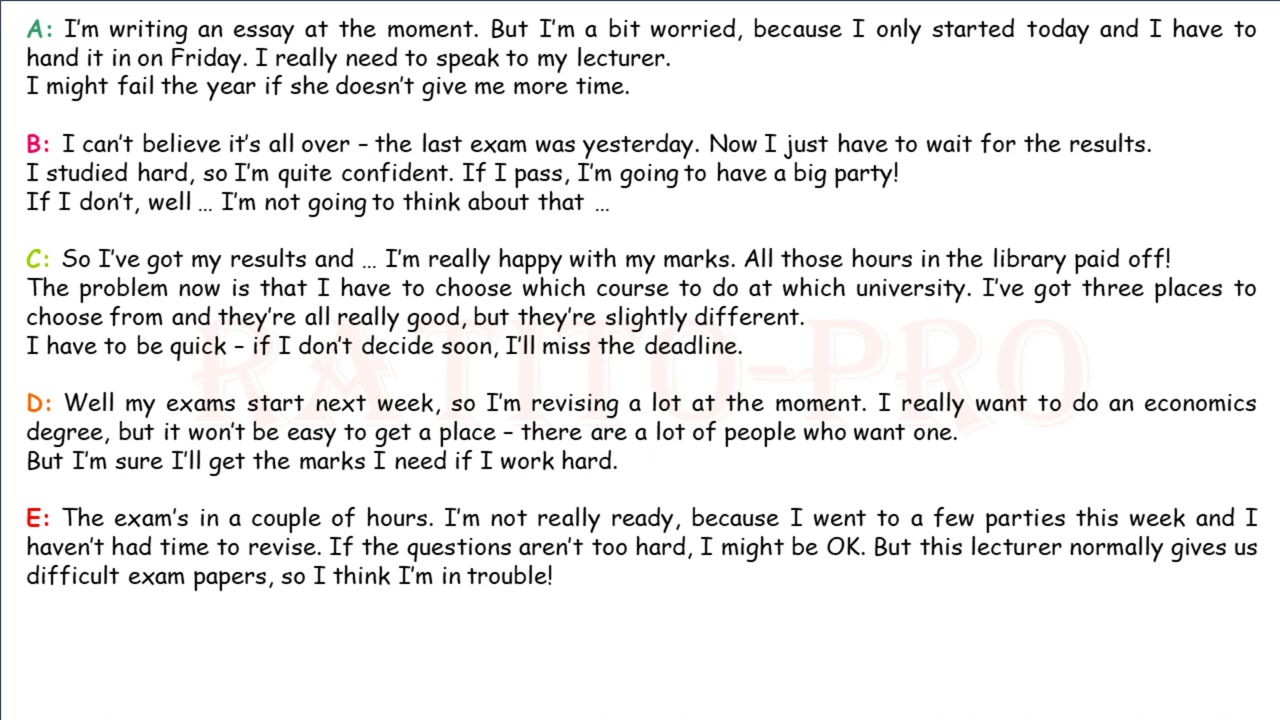 A: I'm writing an essay at the moment. But I'm a bit worried, because I only started today and I have to
hand it in on Friday. I really need to speak to my lecturer.
I might fail the year if she doesn't give me more time.
B: I can't believe it's all over – the last exam was yesterday. Now I just have to wait for the results.
I studied hard, so I'm quite confident. If I pass, I'm going to have a big party!
If I don't, well … I'm not going to think about that …
C: So I've got my results and … I'm really happy with my marks. All those hours in the library paid off!
The problem now is that I have to choose which course to do at which university. I've got three places to
choose from and they're all really good, but they're slightly different.
I have to be quick – if I don't decide soon, I'll miss the deadline.
RATITO-PRO
D: Well my exams start next week, so I'm revising a lot at the moment. I really want to do an economics
degree, but it won't be easy to get a place – there are a lot of people who want one.
But I'm sure I'll get the marks I need if I work hard.
E: The exam's in a couple of hours. I'm not really ready, because I went to a few parties this week and I
haven't had time to revise. If the questions aren't too hard, I might be OK. But this lecturer normally gives us
difficult exam papers, so I think I'm in trouble!